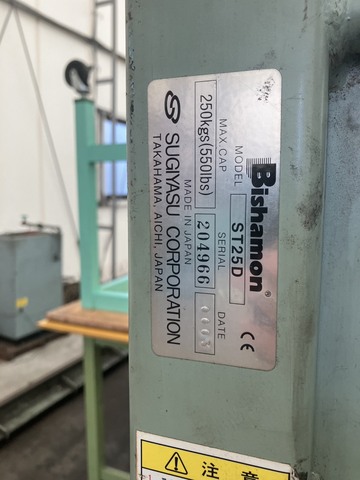 Bishamon®
MODEL ST25D
MAX.CAP SERIAL DATE
250kgs(550lbs) 204966
MADE IN JAPAN
SUGIYASU CORPORATION
TAKAHAMA, AICHI, JAPAN
CE
注意